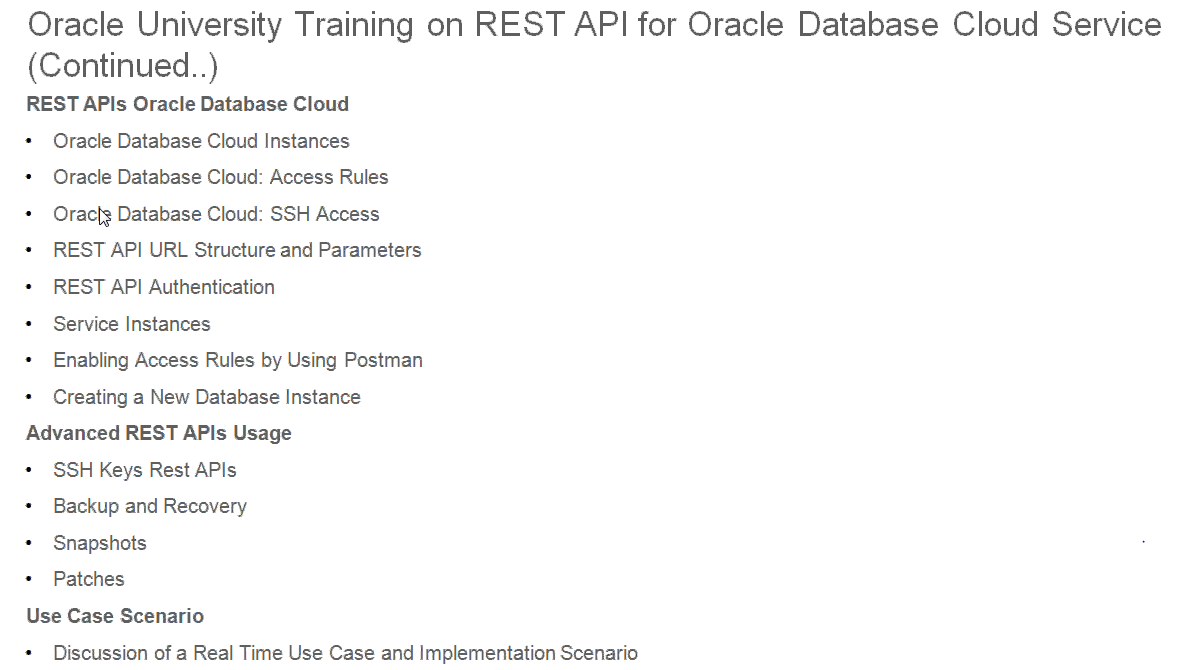 Oracle University Training on REST API for Oracle Database Cloud Service
(Continued..)
REST APIs Oracle Database Cloud
• Oracle Database Cloud Instances
• Oracle Database Cloud: Access Rules
• Oracle Database Cloud: SSH Access
• REST API URL Structure and Parameters
• REST API Authentication
• Service Instances
• Enabling Access Rules by Using Postman
• Creating a New Database Instance
Advanced REST APIs Usage
• SSH Keys Rest APIs
• Backup and Recovery
• Snapshots
• Patches
Use Case Scenario
• Discussion of a Real Time Use Case and Implementation Scenario